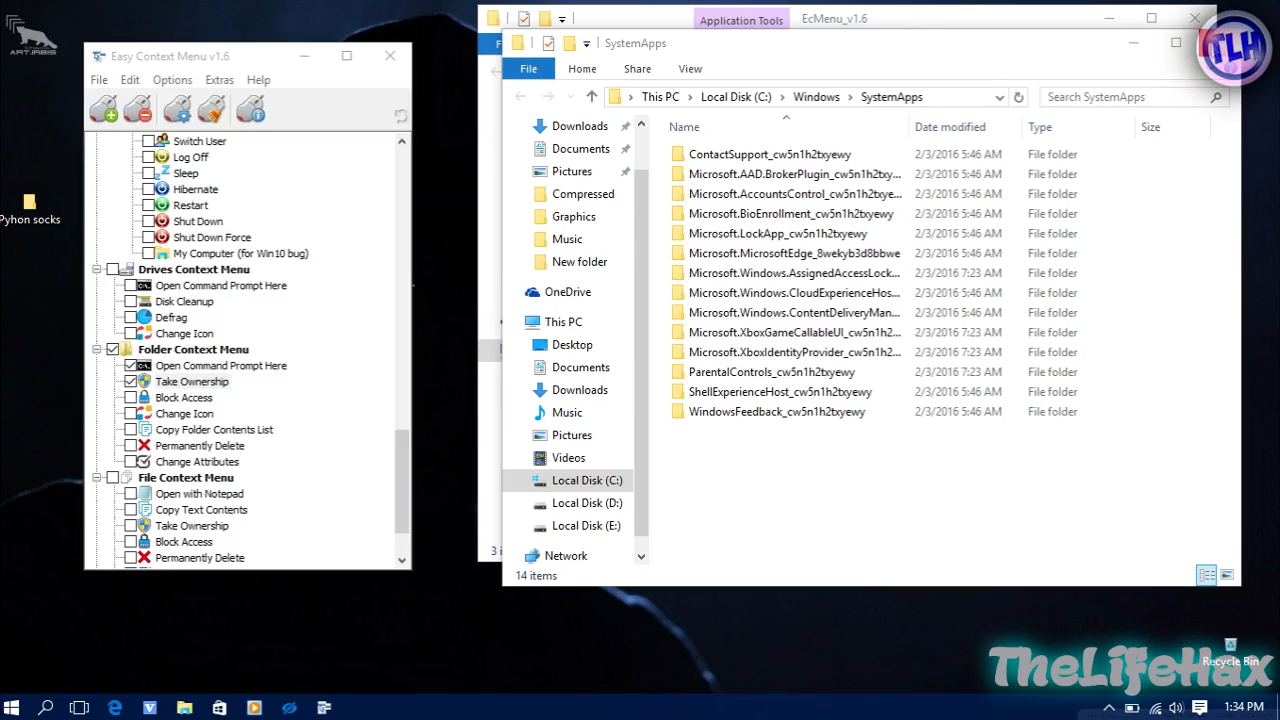 ART.IRBIS
Pyhon socks
Easy Context Menu v1.6
File Edit Options Extras Help
Switch User
Log Off
Sleep
Hibernate
Restart
Shut Down
Shut Down Force
My Computer (for Win10 bug)
Drives Context Menu
Open Command Prompt Here
Disk Cleanup
Defrag
Change Icon
Folder Context Menu
Open Command Prompt Here
Take Ownership
Block Access
Change Icon
Copy Folder Contents List
Permanently Delete
Change Attributes
File Context Menu
Open with Notepad
Copy Text Contents
Take Ownership
Block Access
Permanently Delete
Application Tools EcMenu_v1.6
F
3 i
SystemApps
TLH
File Home Share View
This PC Local Disk (C:) Windows SystemApps
Search SystemApps
Downloads
Documents
Pictures
Compressed
Graphics
Music
New folder
OneDrive
This PC
Desktop
Documents
Downloads
Music
Pictures
Videos
Local Disk (C:)
Local Disk (D:)
Local Disk (E:)
Network
Name Date modified Type Size
ContactSupport_cw5n1h2txyewy 2/3/2016 5:46 AM File folder
Microsoft.AAD.BrokerPlugin_cw5n1h2txy... 2/3/2016 5:46 AM File folder
Microsoft.AccountsControl_cw5n1h2txye... 2/3/2016 5:46 AM File folder
Microsoft.BioEnrollment_cw5n1h2txyewy 2/3/2016 5:46 AM File folder
Microsoft.LockApp_cw5n1h2txyewy 2/3/2016 5:46 AM File folder
Microsoft.MicrosoftEdge_8wekyb3d8bbwe 2/3/2016 5:46 AM File folder
Microsoft.Windows.AssignedAccessLock... 2/3/2016 7:23 AM File folder
Microsoft.Windows.CloudExperienceHos... 2/3/2016 5:46 AM File folder
Microsoft.Windows.ContentDeliveryMan... 2/3/2016 5:46 AM File folder
Microsoft.XboxGameCallableUI_cw5n1h2... 2/3/2016 7:23 AM File folder
Microsoft.XboxIdentityProvider_cw5n1h2... 2/3/2016 7:23 AM File folder
ParentalControls_cw5n1h2txyewy 2/3/2016 7:23 AM File folder
ShellExperienceHost_cw5n1h2txyewy 2/3/2016 5:46 AM File folder
WindowsFeedback_cw5n1h2txyewy 2/3/2016 5:46 AM File folder
14 items
TheLifeHax
Recycle Bin
1:34 PM